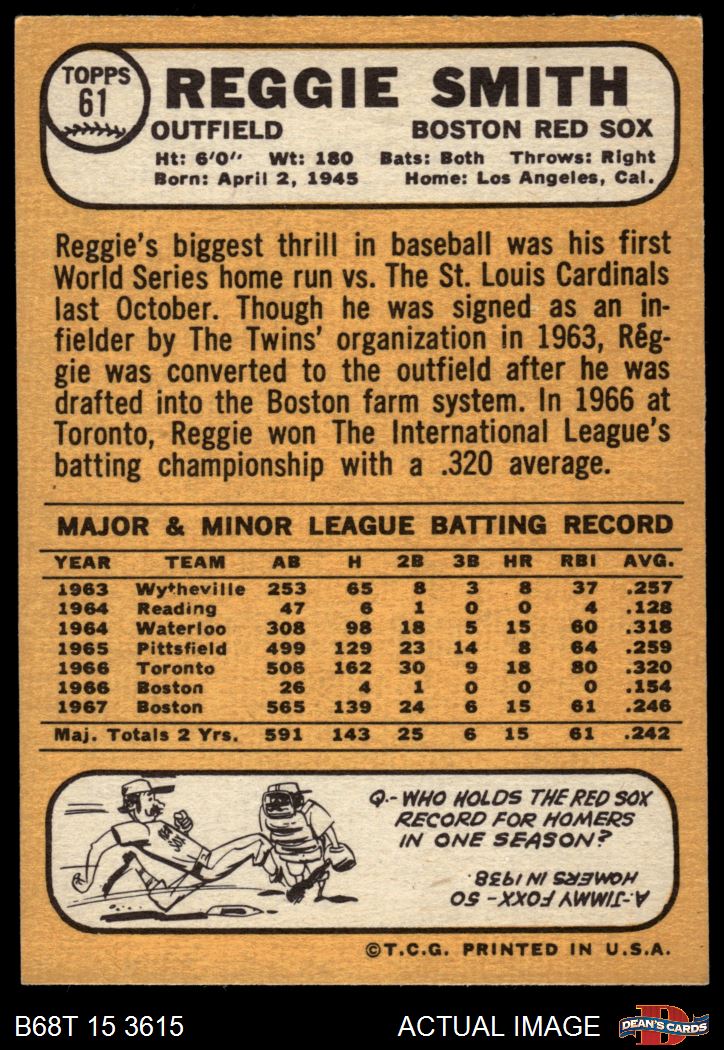 TOPPS
61
REGGIE SMITH
OUTFIELD BOSTON RED SOX
Ht: 6'0" Wt: 180 Bats: Both Throws: Right
Born: April 2, 1945 Home: Los Angeles, Cal.
Reggie's biggest thrill in baseball was his first
World Series home run vs. The St. Louis Cardinals
last October. Though he was signed as an in-
fielder by The Twins' organization in 1963, Reg-
gie was converted to the outfield after he was
drafted into the Boston farm system. In 1966 at
Toronto, Reggie won The International League's
batting championship with a .320 average.
MAJOR & MINOR LEAGUE BATTING RECORD
YEAR TEAM AB H 2B 3B HR RBI AVG.
1963 Wytheville 253 65 8 3 8 37 .257
1964 Reading 47 6 1 0 0 4 .128
1964 Waterloo 308 98 18 5 15 60 .318
1965 Pittsfield 499 129 23 14 8 64 .259
1966 Toronto 506 162 30 9 18 80 .320
1966 Boston 26 4 1 0 0 0 .154
1967 Boston 565 139 24 6 15 61 .246
Maj. Totals 2 Yrs. 591 143 25 6 15 61 .242
RED
SOX
Q.- WHO HOLDS THE RED SOX
RECORD FOR HOMERS
IN ONE SEASON?
A.-JIMMY FOXX - 50
HOMERS IN 1938.
©T.C.G. PRINTED IN U.S.A.
B68T 15 3615 ACTUAL IMAGE
DEAN'S CARDS